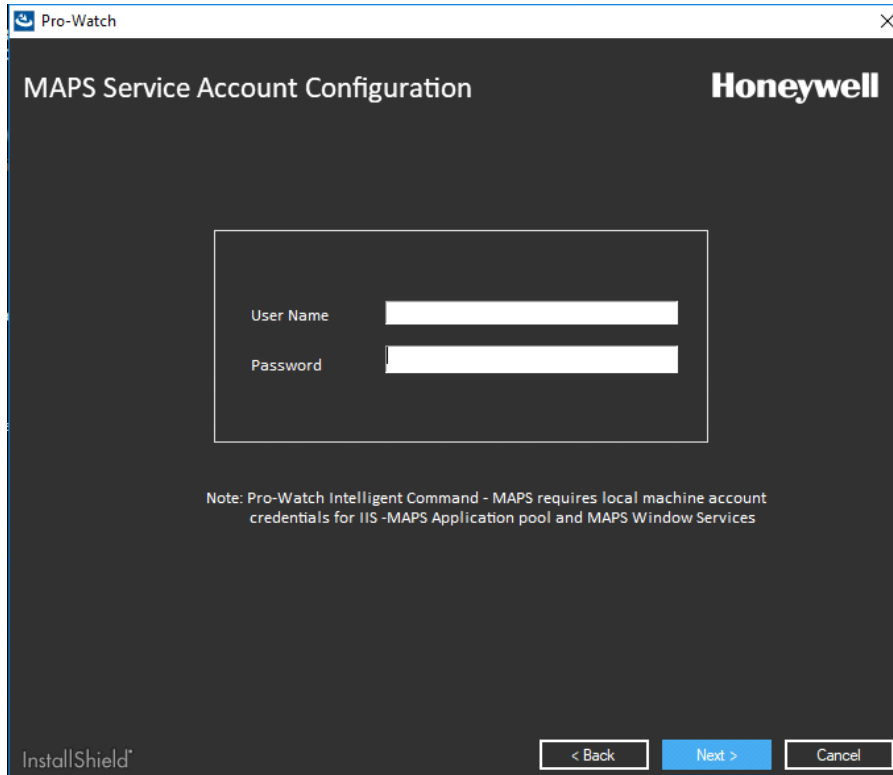 Pro-Watch
MAPS Service Account Configuration
Honeywell
User Name
Password
Note: Pro-Watch Intelligent Command - MAPS requires local machine account
credentials for IIS -MAPS Application pool and MAPS Window Services
InstallShield
< Back
Next >
Cancel